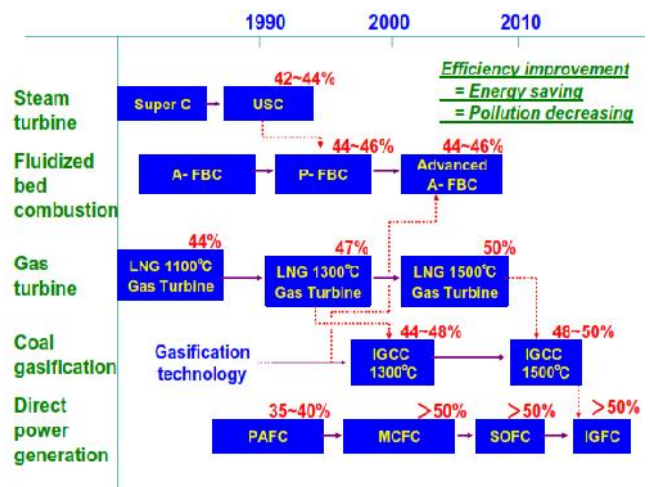 1990 2000 2010
Efficiency improvement
= Energy saving
= Pollution decreasing
Steam
turbine
42~44%
Super C
USC
Fluidized
bed
combustion
44~46%
44~46%
A- FBC
P- FBC
Advanced
A- FBC
Gas
turbine
44%
47%
50%
LNG 1100℃
Gas Turbine
LNG 1300℃
Gas Turbine
LNG 1500℃
Gas Turbine
Coal
gasification
Gasification
technology
44~48%
48~50%
IGCC
1300℃
IGCC
1500℃
Direct
power
generation
35~40%
>50%
>50%
>50%
PAFC
MCFC
SOFC
IGFC